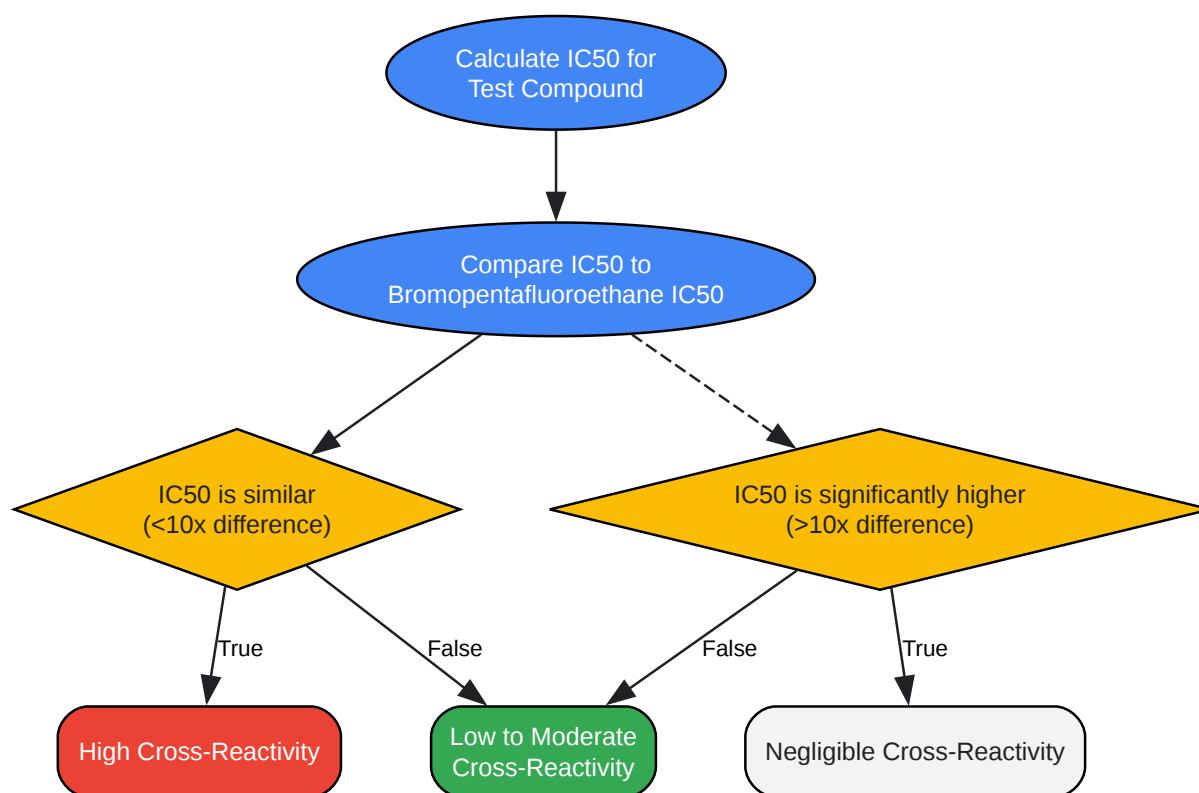 Calculate IC50 for
Test Compound
Compare IC50 to
Bromopentafluoroethane IC50
IC50 is similar
(<10x difference)
IC50 is significantly higher
(>10x difference)
True
False
False
True
High Cross-Reactivity
Low to Moderate
Cross-Reactivity
Negligible Cross-Reactivity